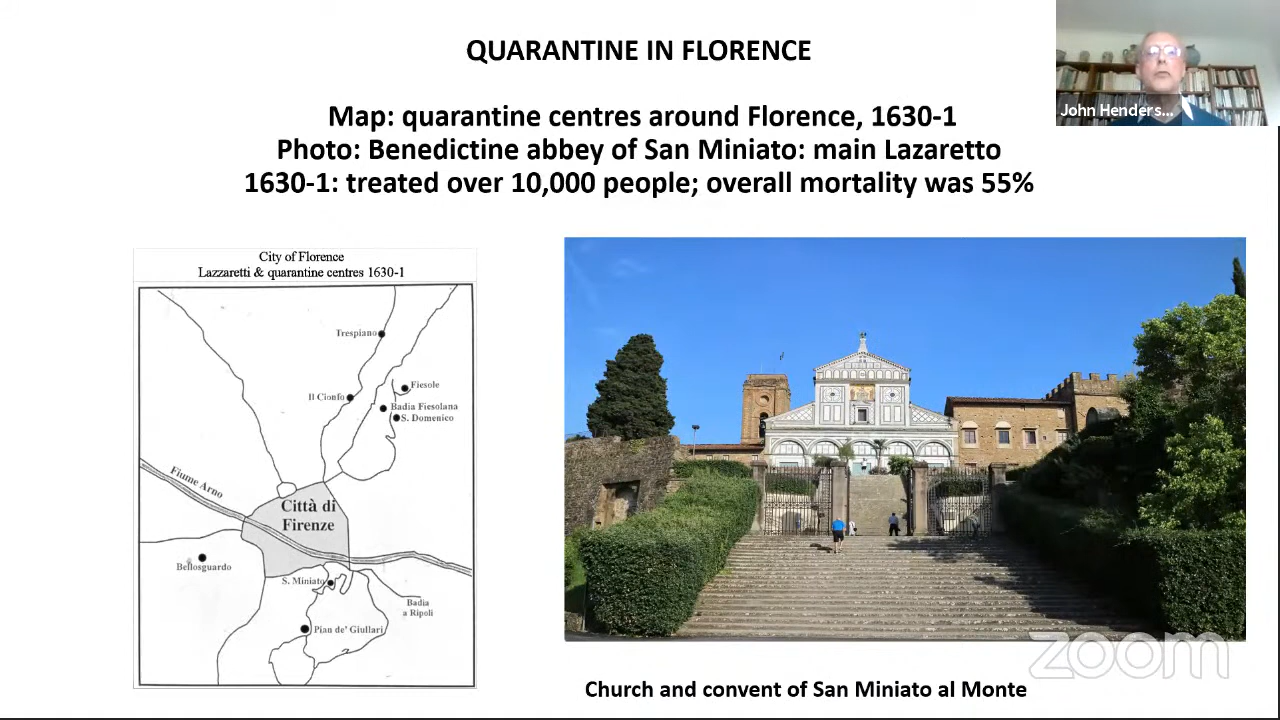 QUARANTINE IN FLORENCE
John Henders...
Map: quarantine centres around Florence, 1630-1
Photo: Benedictine abbey of San Miniato: main Lazaretto
1630-1: treated over 10,000 people; overall mortality was 55%
City of Florence
Lazzaretti & quarantine centres 1630-1
Trespiano
Fiesole
Il Cionfo
Badia Fiesolana
S. Domenico
Fiume Arno
Città di
Firenze
Bellosguardo
S. Miniato
Badia
a Ripoli
Pian de' Giullari
zoom
Church and convent of San Miniato al Monte